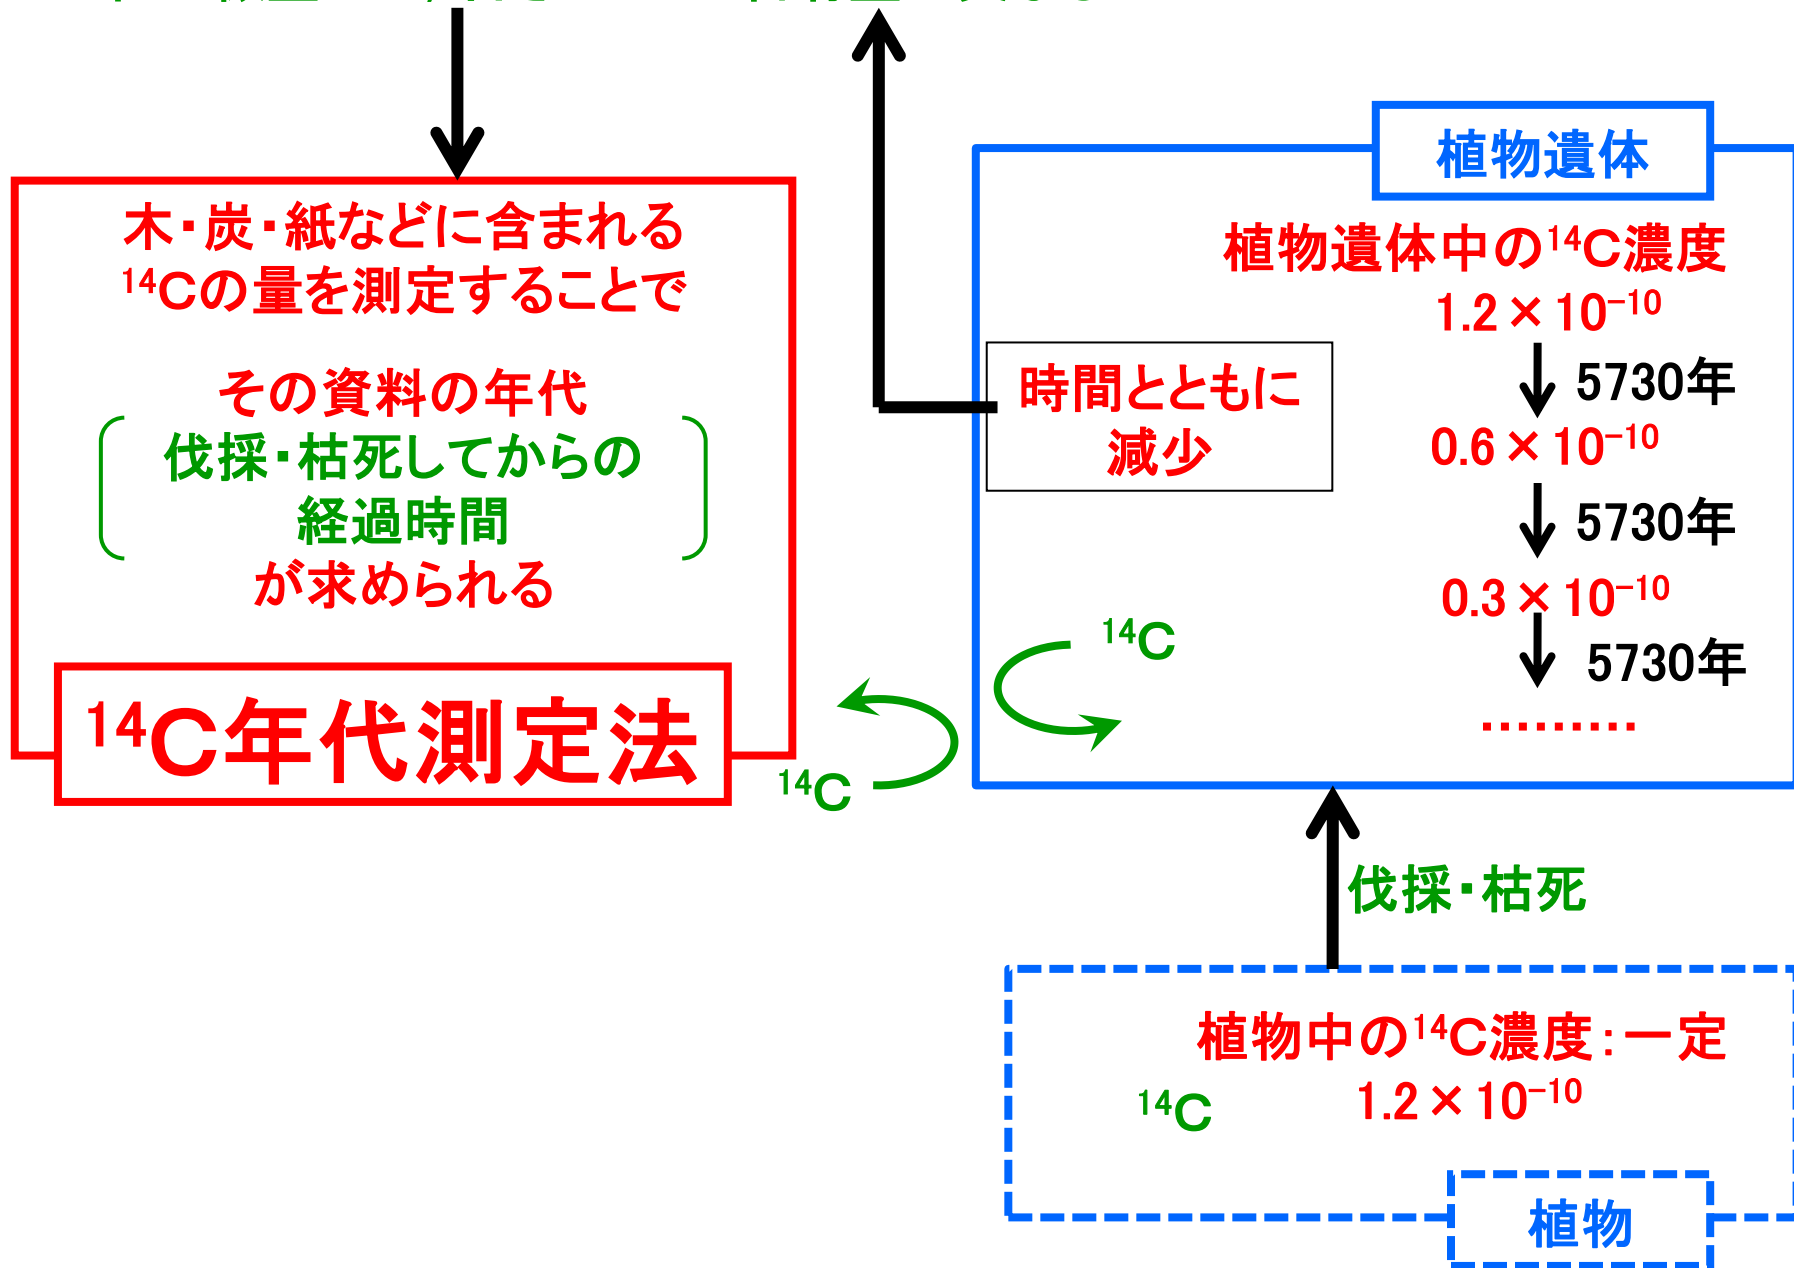 木・炭・紙などに含まれる
¹⁴Cの量を測定することで
その資料の年代
伐採・枯死してからの
経過時間
が求められる
¹⁴C年代測定法
植物遺体
植物遺体中の¹⁴C濃度
1.2 × 10⁻¹⁰
5730年
0.6 × 10⁻¹⁰
5730年
0.3 × 10⁻¹⁰
5730年
………
時間とともに
減少
¹⁴C
¹⁴C
伐採・枯死
植物中の¹⁴C濃度：一定
1.2 × 10⁻¹⁰
¹⁴C
植物